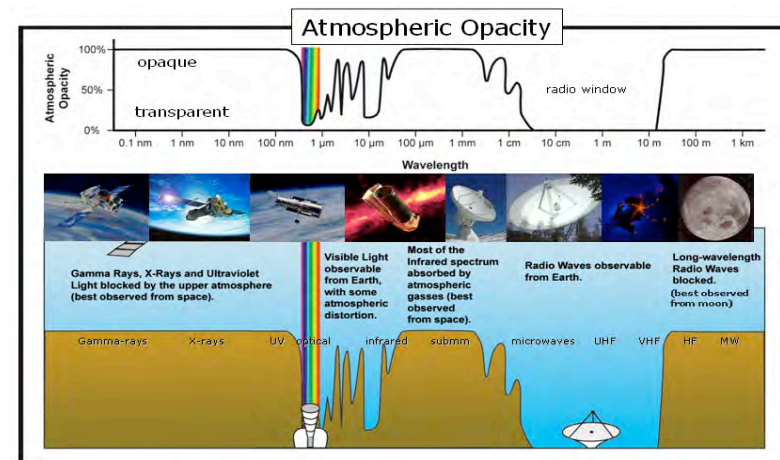 Atmospheric Opacity
Atmospheric
Opacity
100%
50%
0%
opaque
transparent
radio window
0.1 nm 1 nm 10 nm 100 nm 1 µm 10 µm 100 µm 1 mm 1 cm 10 cm 1 m 10 m 100 m 1 km
Wavelength
Gamma Rays, X-Rays and Ultraviolet
Light blocked by the upper atmosphere
(best observed from space).
Visible Light
observable
from Earth,
with some
atmospheric
distortion.
Most of the
Infrared spectrum
absorbed by
atmospheric
gasses (best
observed
from space).
Radio Waves observable
from Earth.
Long-wavelength
Radio Waves
blocked.
(best observed
from moon)
Gamma-rays X-rays UV optical infrared submm microwaves UHF VHF HF MW